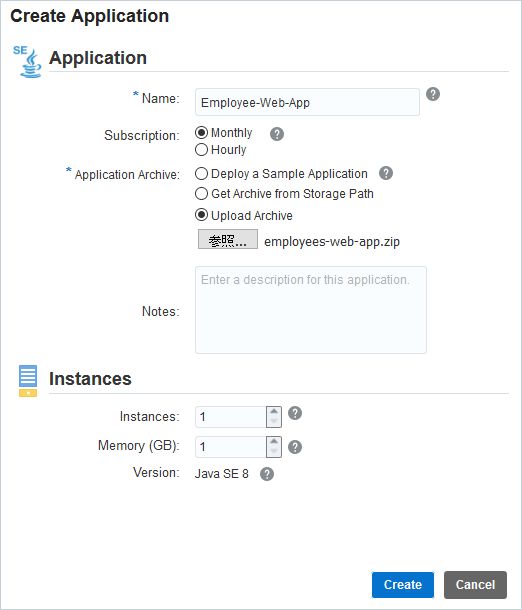 Create Application
SE
Application
* Name: Employee-Web-App ?
Subscription: Monthly ?
Hourly
* Application Archive: Deploy a Sample Application ?
Get Archive from Storage Path
Upload Archive
参照... employees-web-app.zip
Enter a description for this application.
Notes:
Instances
Instances: 1 ?
Memory (GB): 1 ?
Version: Java SE 8 ?
Create Cancel